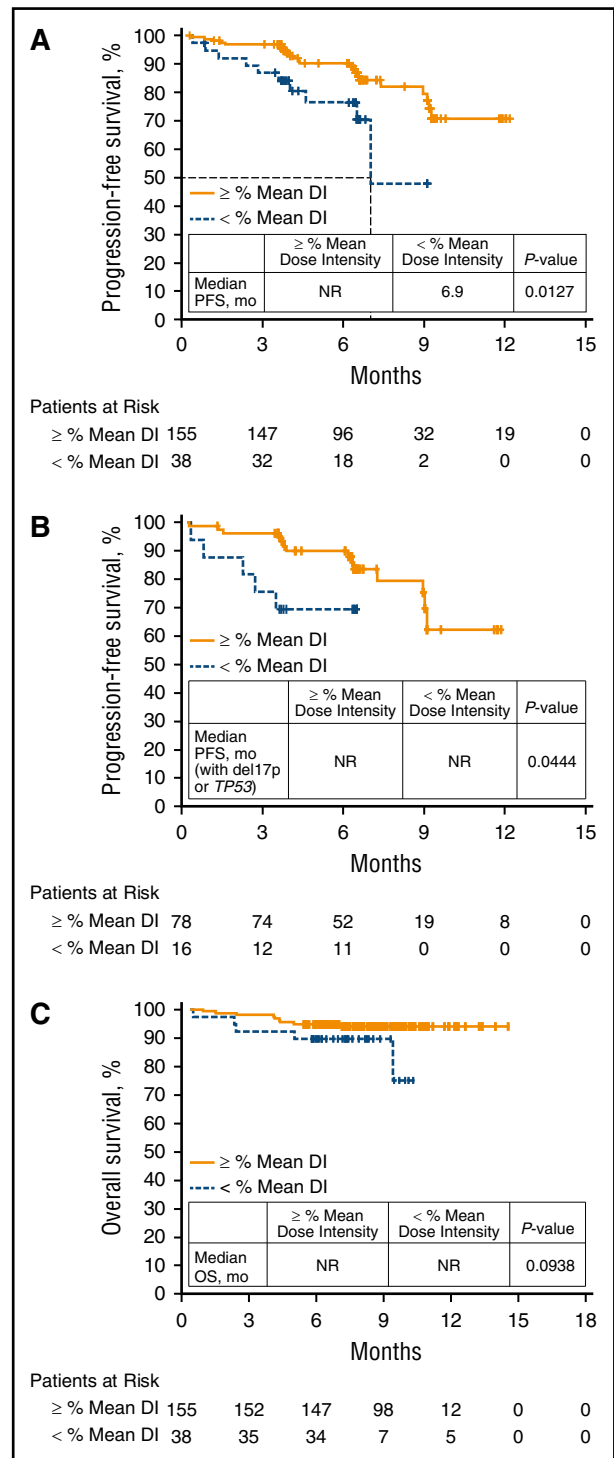 A
Progression-free survival, %
100
90
80
70
60
50
40
30
20
10
0
≥ % Mean DI
< % Mean DI
≥ % Mean Dose Intensity
< % Mean Dose Intensity
P-value
Median PFS, mo
NR
6.9
0.0127
0 3 6 9 12 15
Months
Patients at Risk
≥ % Mean DI 155 147 96 32 19 0
< % Mean DI 38 32 18 2 0 0
B
Progression-free survival, %
100
90
80
70
60
50
40
30
20
10
0
≥ % Mean DI
< % Mean DI
≥ % Mean Dose Intensity
< % Mean Dose Intensity
P-value
Median PFS, mo (with del17p or TP53)
NR
NR
0.0444
0 3 6 9 12 15
Months
Patients at Risk
≥ % Mean DI 78 74 52 19 8 0
< % Mean DI 16 12 11 0 0 0
C
Overall survival, %
100
90
80
70
60
50
40
30
20
10
0
≥ % Mean DI
< % Mean DI
≥ % Mean Dose Intensity
< % Mean Dose Intensity
P-value
Median OS, mo
NR
NR
0.0938
0 3 6 9 12 15 18
Months
Patients at Risk
≥ % Mean DI 155 152 147 98 12 0 0
< % Mean DI 38 35 34 7 5 0 0